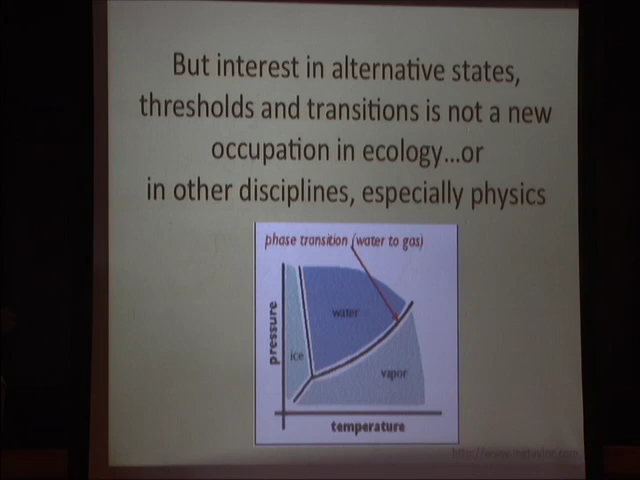 But interest in alternative states,
thresholds and transitions is not a new
occupation in ecology...or
in other disciplines, especially physics
phase transition (water to gas)
water
ice
vapor
pressure
temperature